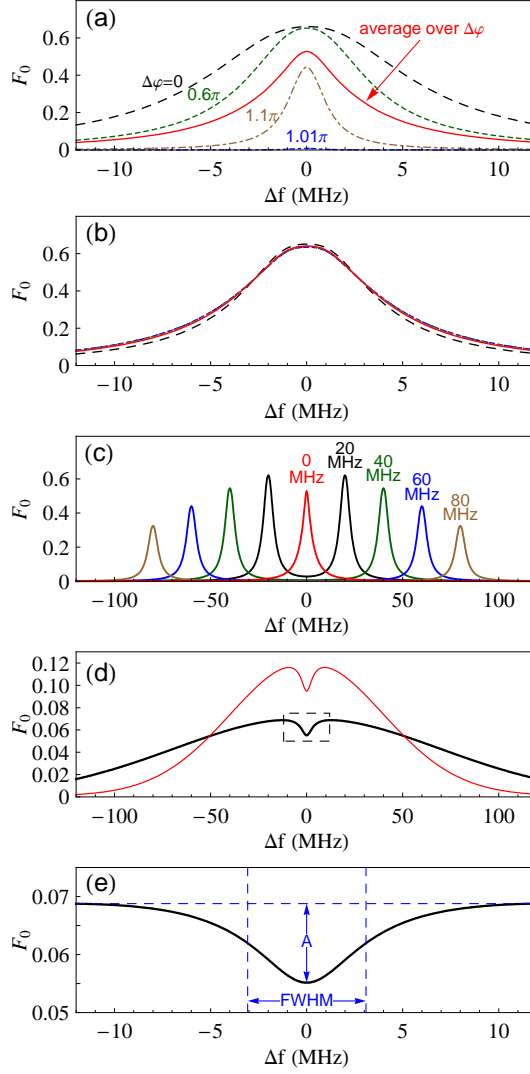 (a)
average over Δφ
Δφ=0
0.6π
1.1π
1.01π
F0
0.6
0.4
0.2
0
−10 −5 0 5 10
Δf (MHz)
(b)
F0
0.6
0.4
0.2
0
−10 −5 0 5 10
Δf (MHz)
(c)
0 MHz
20 MHz
40 MHz
60 MHz
80 MHz
F0
0.6
0.4
0.2
0
−100 −50 0 50 100
Δf (MHz)
(d)
F0
0.12
0.10
0.08
0.06
0.04
0.02
0
−100 −50 0 50 100
Δf (MHz)
(e)
A
FWHM
F0
0.07
0.06
0.05
−10 −5 0 5 10
Δf (MHz)